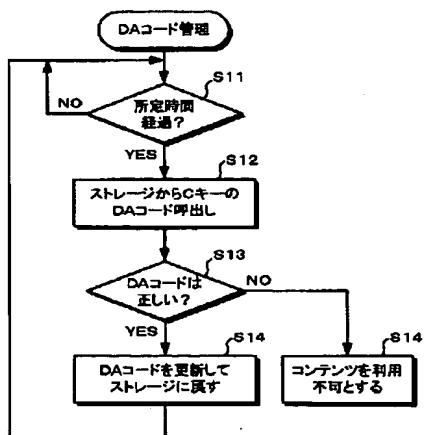 DAコード管理
S11
所定時間
経過?
NO
YES
S12
ストレージからCキーの
DAコード呼出し
S13
DAコードは
正しい?
NO
YES
S14
DAコードを更新して
ストレージに戻す
S14
コンテンツを利用
不可とする